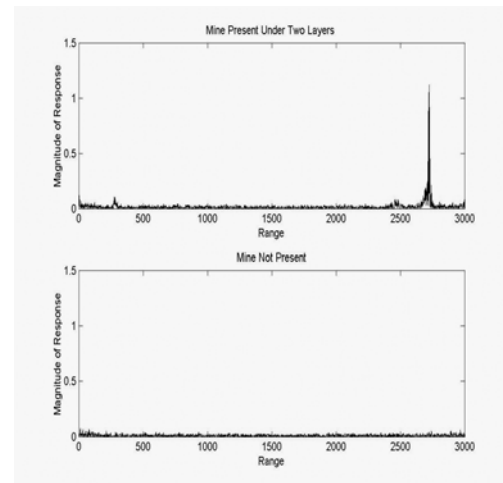 Mine Present Under Two Layers
1.5
1
0.5
0
Magnitude of Response
0 500 1000 1500 2000 2500 3000
Range
Mine Not Present
1.5
1
0.5
0
Magnitude of Response
0 500 1000 1500 2000 2500 3000
Range